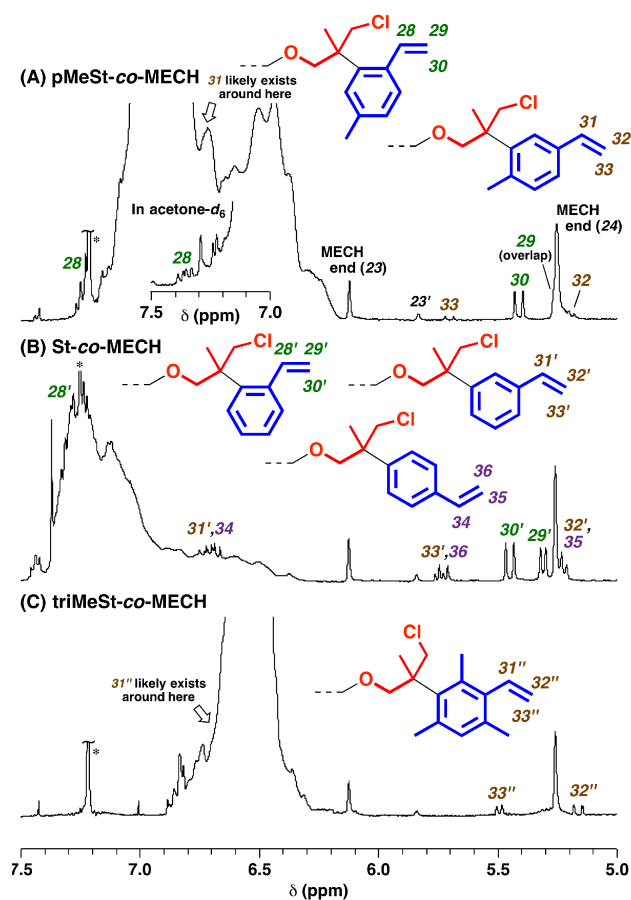 Cl
28 29
O
30
(A) pMeSt-co-MECH
31 likely exists
around here
Cl
31
32
O
33
In acetone-d6
28
28
*
7.5 7.0
δ (ppm)
MECH
end (23)
23'
33
30
29
(overlap)
MECH
end (24)
32
(B) St-co-MECH
Cl
28' 29'
O
30'
Cl
31'
32'
O
33'
28'
*
Cl
O
36
35
34
31',34
33',36
30'
29'
32',
35
(C) triMeSt-co-MECH
Cl
31''
32''
O
33''
31'' likely exists
around here
*
33''
32''
7.5 7.0 6.5 6.0 5.5 5.0
δ (ppm)